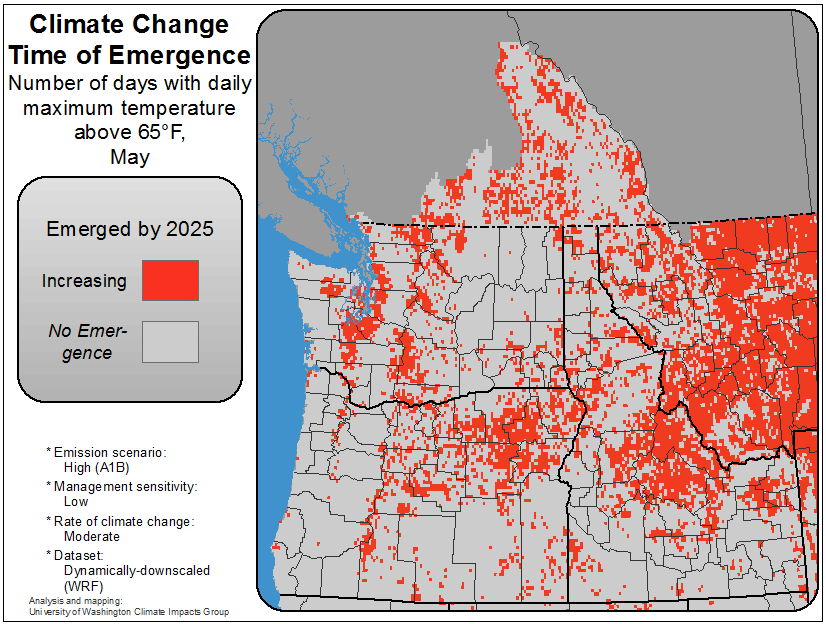 Climate Change
Time of Emergence
Number of days with daily
maximum temperature
above 65°F,
May
Emerged by 2025
Increasing
No Emer-
gence
* Emission scenario:
High (A1B)
* Management sensitivity:
Low
* Rate of climate change:
Moderate
* Dataset:
Dynamically-downscaled
(WRF)
Analysis and mapping:
University of Washington Climate Impacts Group